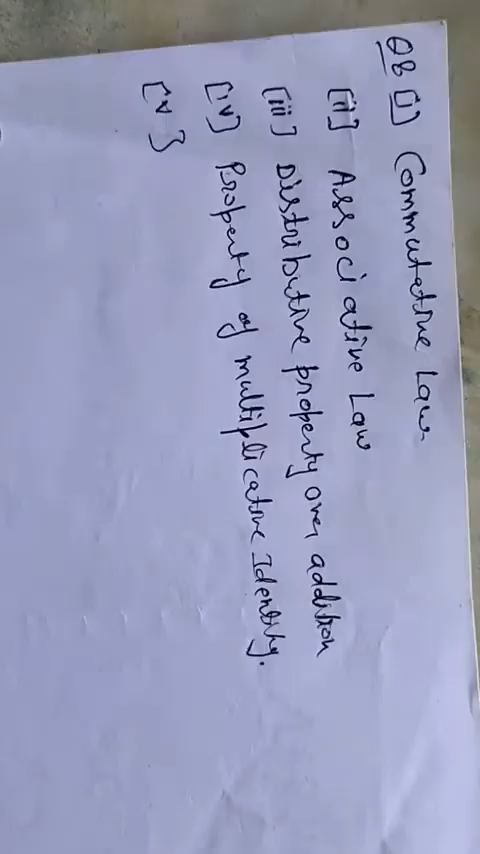 Q8 [i] Commutative Law.
[ii] Associative Law
[iii] Distributive property over addition
[iv] Property of multiplicative Identity.
[v]